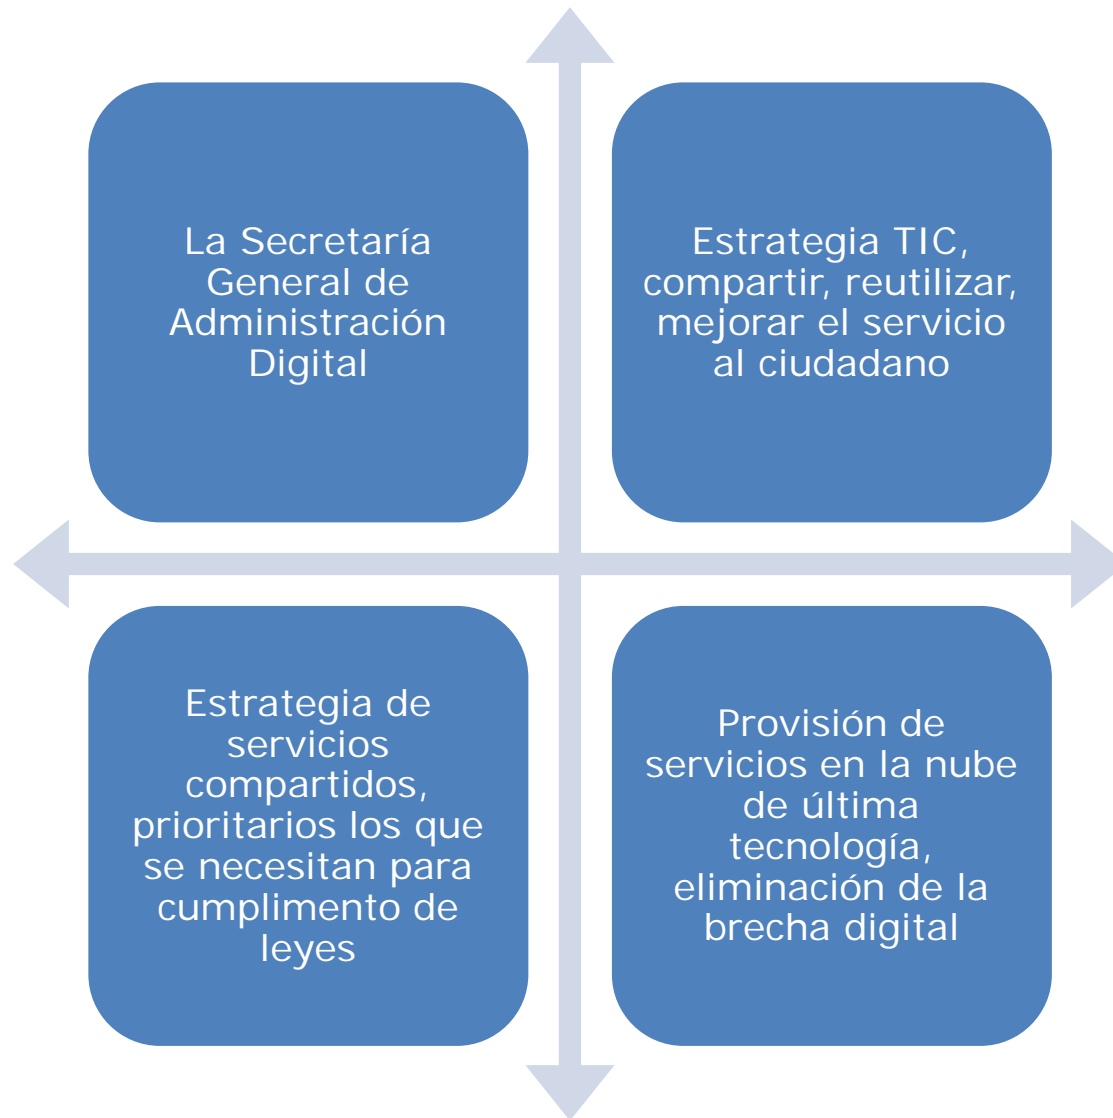 La Secretaría
General de
Administración
Digital
Estrategia TIC,
compartir, reutilizar,
mejorar el servicio
al ciudadano
Estrategia de
servicios
compartidos,
prioritarios los que
se necesitan para
cumplimento de
leyes
Provisión de
servicios en la nube
de última
tecnología,
eliminación de la
brecha digital